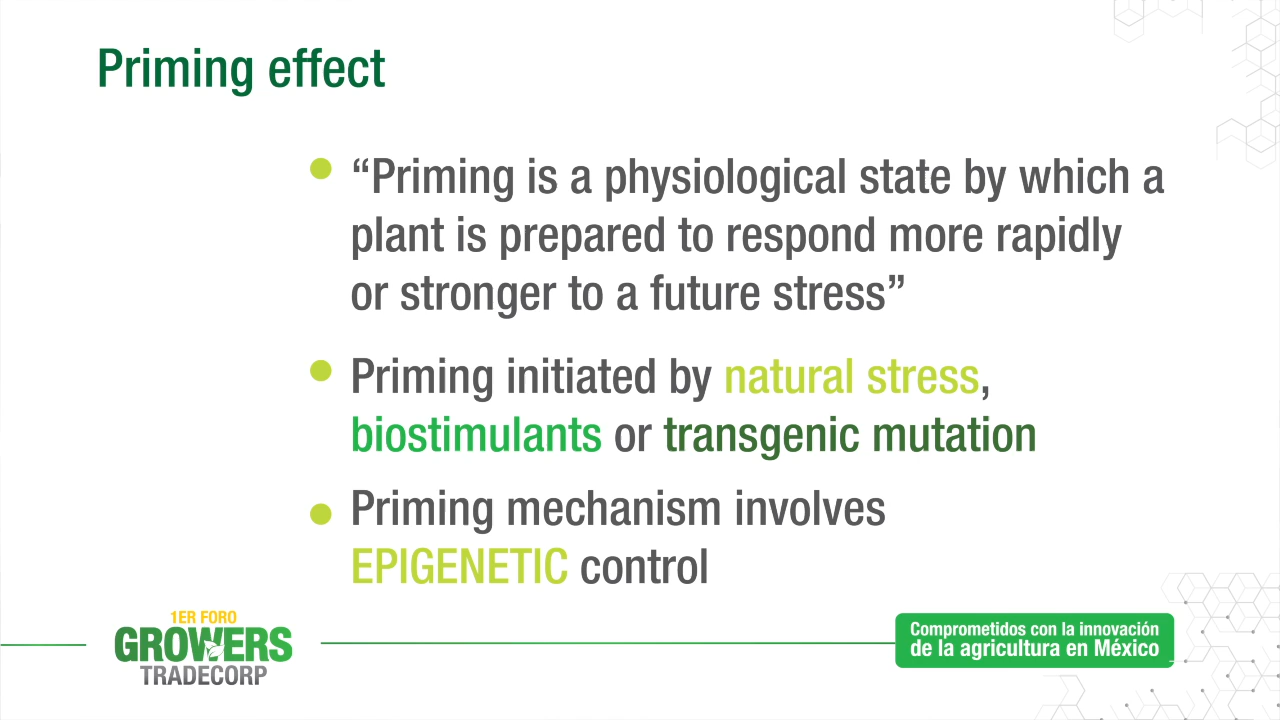 Priming effect
“Priming is a physiological state by which a
plant is prepared to respond more rapidly
or stronger to a future stress”
Priming initiated by natural stress,
biostimulants or transgenic mutation
Priming mechanism involves
EPIGENETIC control
1ER FORO
GROWERS
TRADECORP
Comprometidos con la innovación
de la agricultura en México